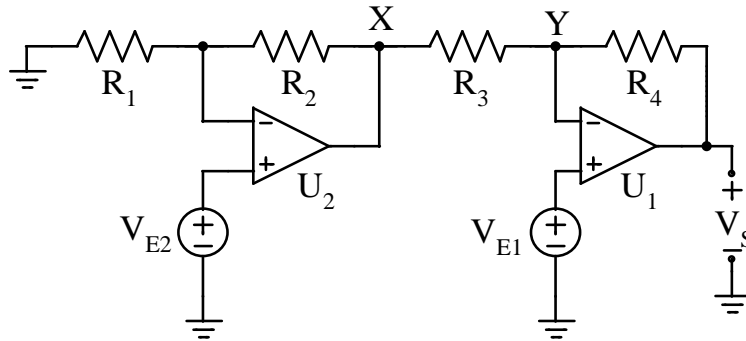 X
Y
R1
R2
R3
R4
−
+
U2
−
+
U1
VE2
+
−
VE1
+
−
+
VS
−